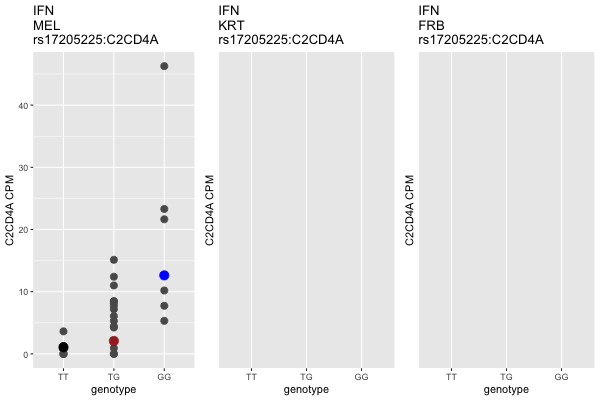 IFN
MEL
rs17205225:C2CD4A
C2CD4A CPM
40
30
20
10
0
TT TG GG
genotype
IFN
KRT
rs17205225:C2CD4A
C2CD4A CPM
TT TG GG
genotype
IFN
FRB
rs17205225:C2CD4A
C2CD4A CPM
TT TG GG
genotype